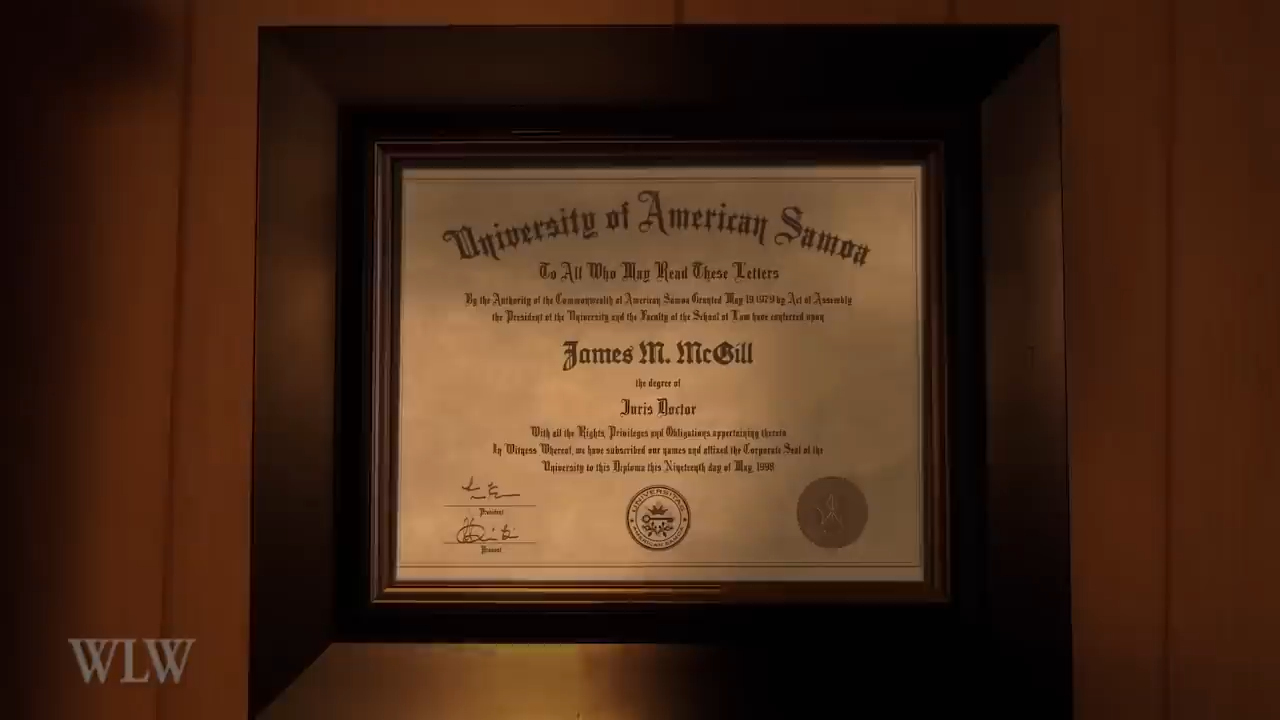 University of American Samoa
To All Who May Read These Letters
By the Authority of the Commonwealth of American Samoa Granted May 19 1979 by Act of Assembly
the President of the University and the Faculty of the School of Law have conferred upon
James M. McGill
the degree of
Juris Doctor
With all the Rights, Privileges and Obligations appertaining thereto
In Witness Whereof, we have subscribed our names and affixed the Corporate Seal of the
University to this Diploma this Nineteenth day of May, 1998
President
UNIVERSITAS
AMERICAN SAMOA
WLW